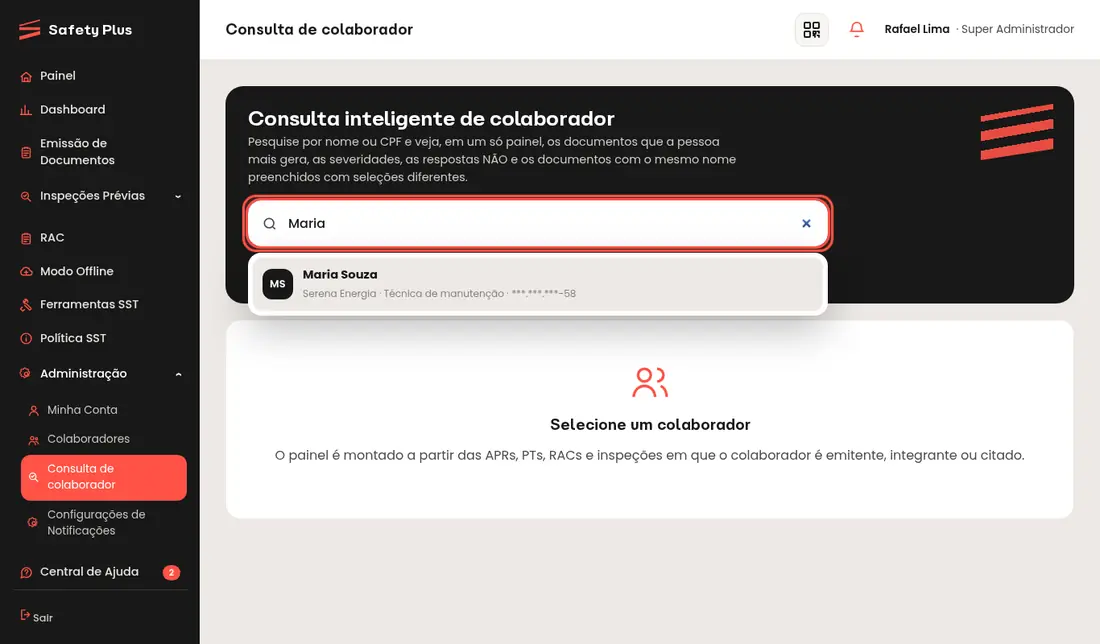 Safety Plus
Painel
Dashboard
Emissão de
Documentos
Inspeções Prévias
RAC
Modo Offline
Ferramentas SST
Política SST
Administração
Minha Conta
Colaboradores
Consulta de
colaborador
Configurações de
Notificações
Central de Ajuda 2
Sair
Consulta de colaborador
Rafael Lima · Super Administrador
Consulta inteligente de colaborador
Pesquise por nome ou CPF e veja, em um só painel, os documentos que a pessoa
mais gera, as severidades, as respostas NÃO e os documentos com o mesmo nome
preenchidos com seleções diferentes.
Maria
MS
Maria Souza
Serena Energia · Técnica de manutenção · ***.***.***-58
Selecione um colaborador
O painel é montado a partir das APRs, PTs, RACs e inspeções em que o colaborador é emitente, integrante ou citado.